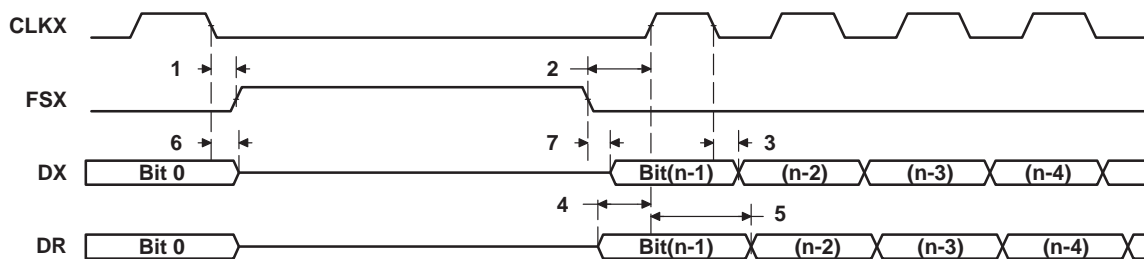 CLKX
1 2
FSX
6 7 3
DX Bit 0 Bit(n-1) (n-2) (n-3) (n-4)
4 5
DR Bit 0 Bit(n-1) (n-2) (n-3) (n-4)